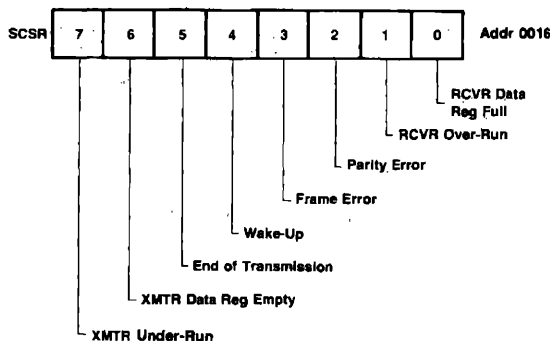 SCSR 7 6 5 4 3 2 1 0 Addr 0016
RCVR Data
Reg Full
RCVR Over-Run
Parity Error
Frame Error
Wake-Up
End of Transmission
XMTR Data Reg Empty
XMTR Under-Run